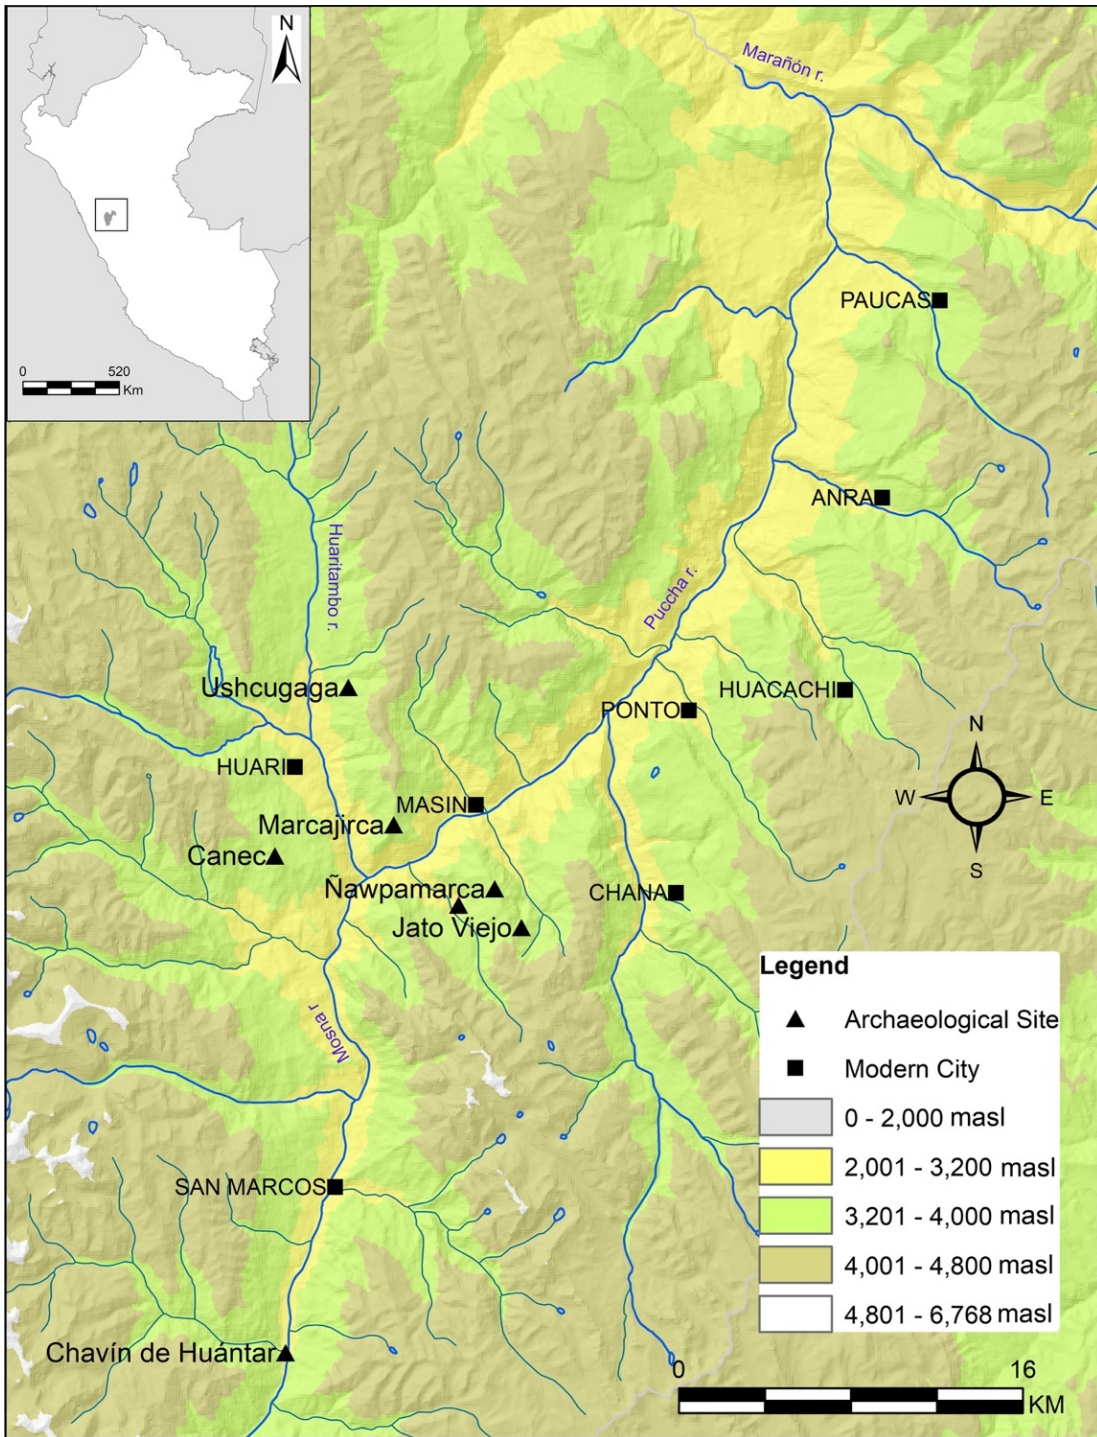 N
0 520
Km
Marañón r.
PAUCAS
ANRA
Huaritambo r.
Puccha r.
Ushcugaga
HUACACHI
PONTO
N
HUARI
W E
MASIN
Marcajirca
Canec
S
Ñawpamarca
CHANA
Jato Viejo
Mosna r
Legend
Archaeological Site
Modern City
0 - 2,000 masl
2,001 - 3,200 masl
SAN MARCOS
3,201 - 4,000 masl
4,001 - 4,800 masl
4,801 - 6,768 masl
Chavín de Huántar
0 16
KM